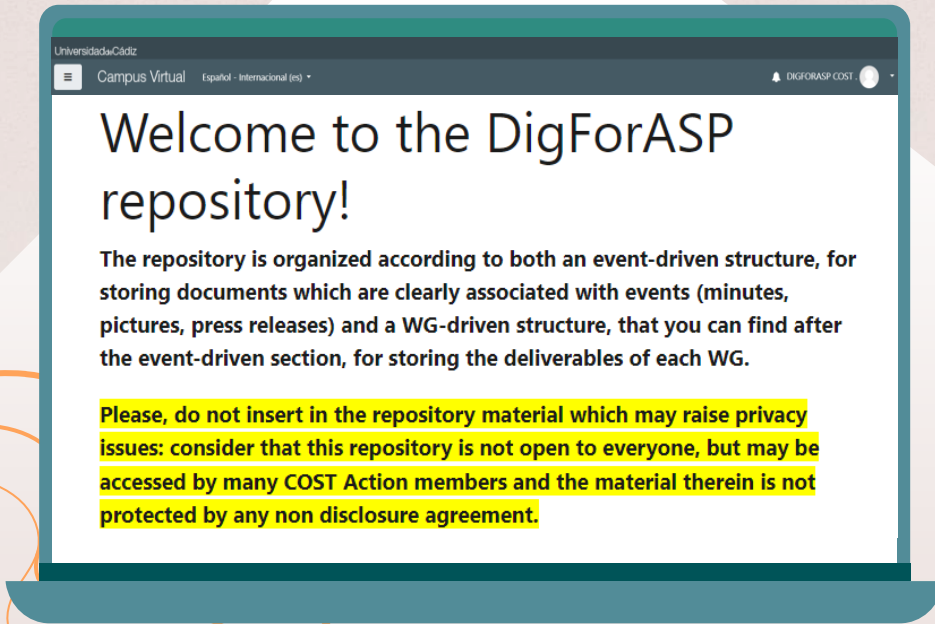 UniversidaddeCádiz
Campus Virtual Español - Internacional (es) DIGFORASP COST .
Welcome to the DigForASP
repository!
The repository is organized according to both an event-driven structure, for
storing documents which are clearly associated with events (minutes,
pictures, press releases) and a WG-driven structure, that you can find after
the event-driven section, for storing the deliverables of each WG.
Please, do not insert in the repository material which may raise privacy
issues: consider that this repository is not open to everyone, but may be
accessed by many COST Action members and the material therein is not
protected by any non disclosure agreement.